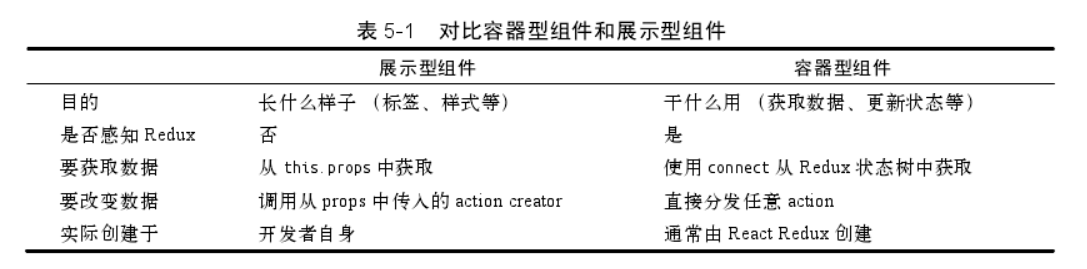 表 5-1 对比容器型组件和展示型组件
展示型组件 容器型组件
目的 长什么样子 （标签、样式等） 干什么用 （获取数据、更新状态等）
是否感知 Redux 否 是
要获取数据 从 this.props 中获取 使用 connect 从 Redux 状态树中获取
要改变数据 调用从 props 中传入的 action creator 直接分发任意 action
实际创建于 开发者自身 通常由 React Redux 创建